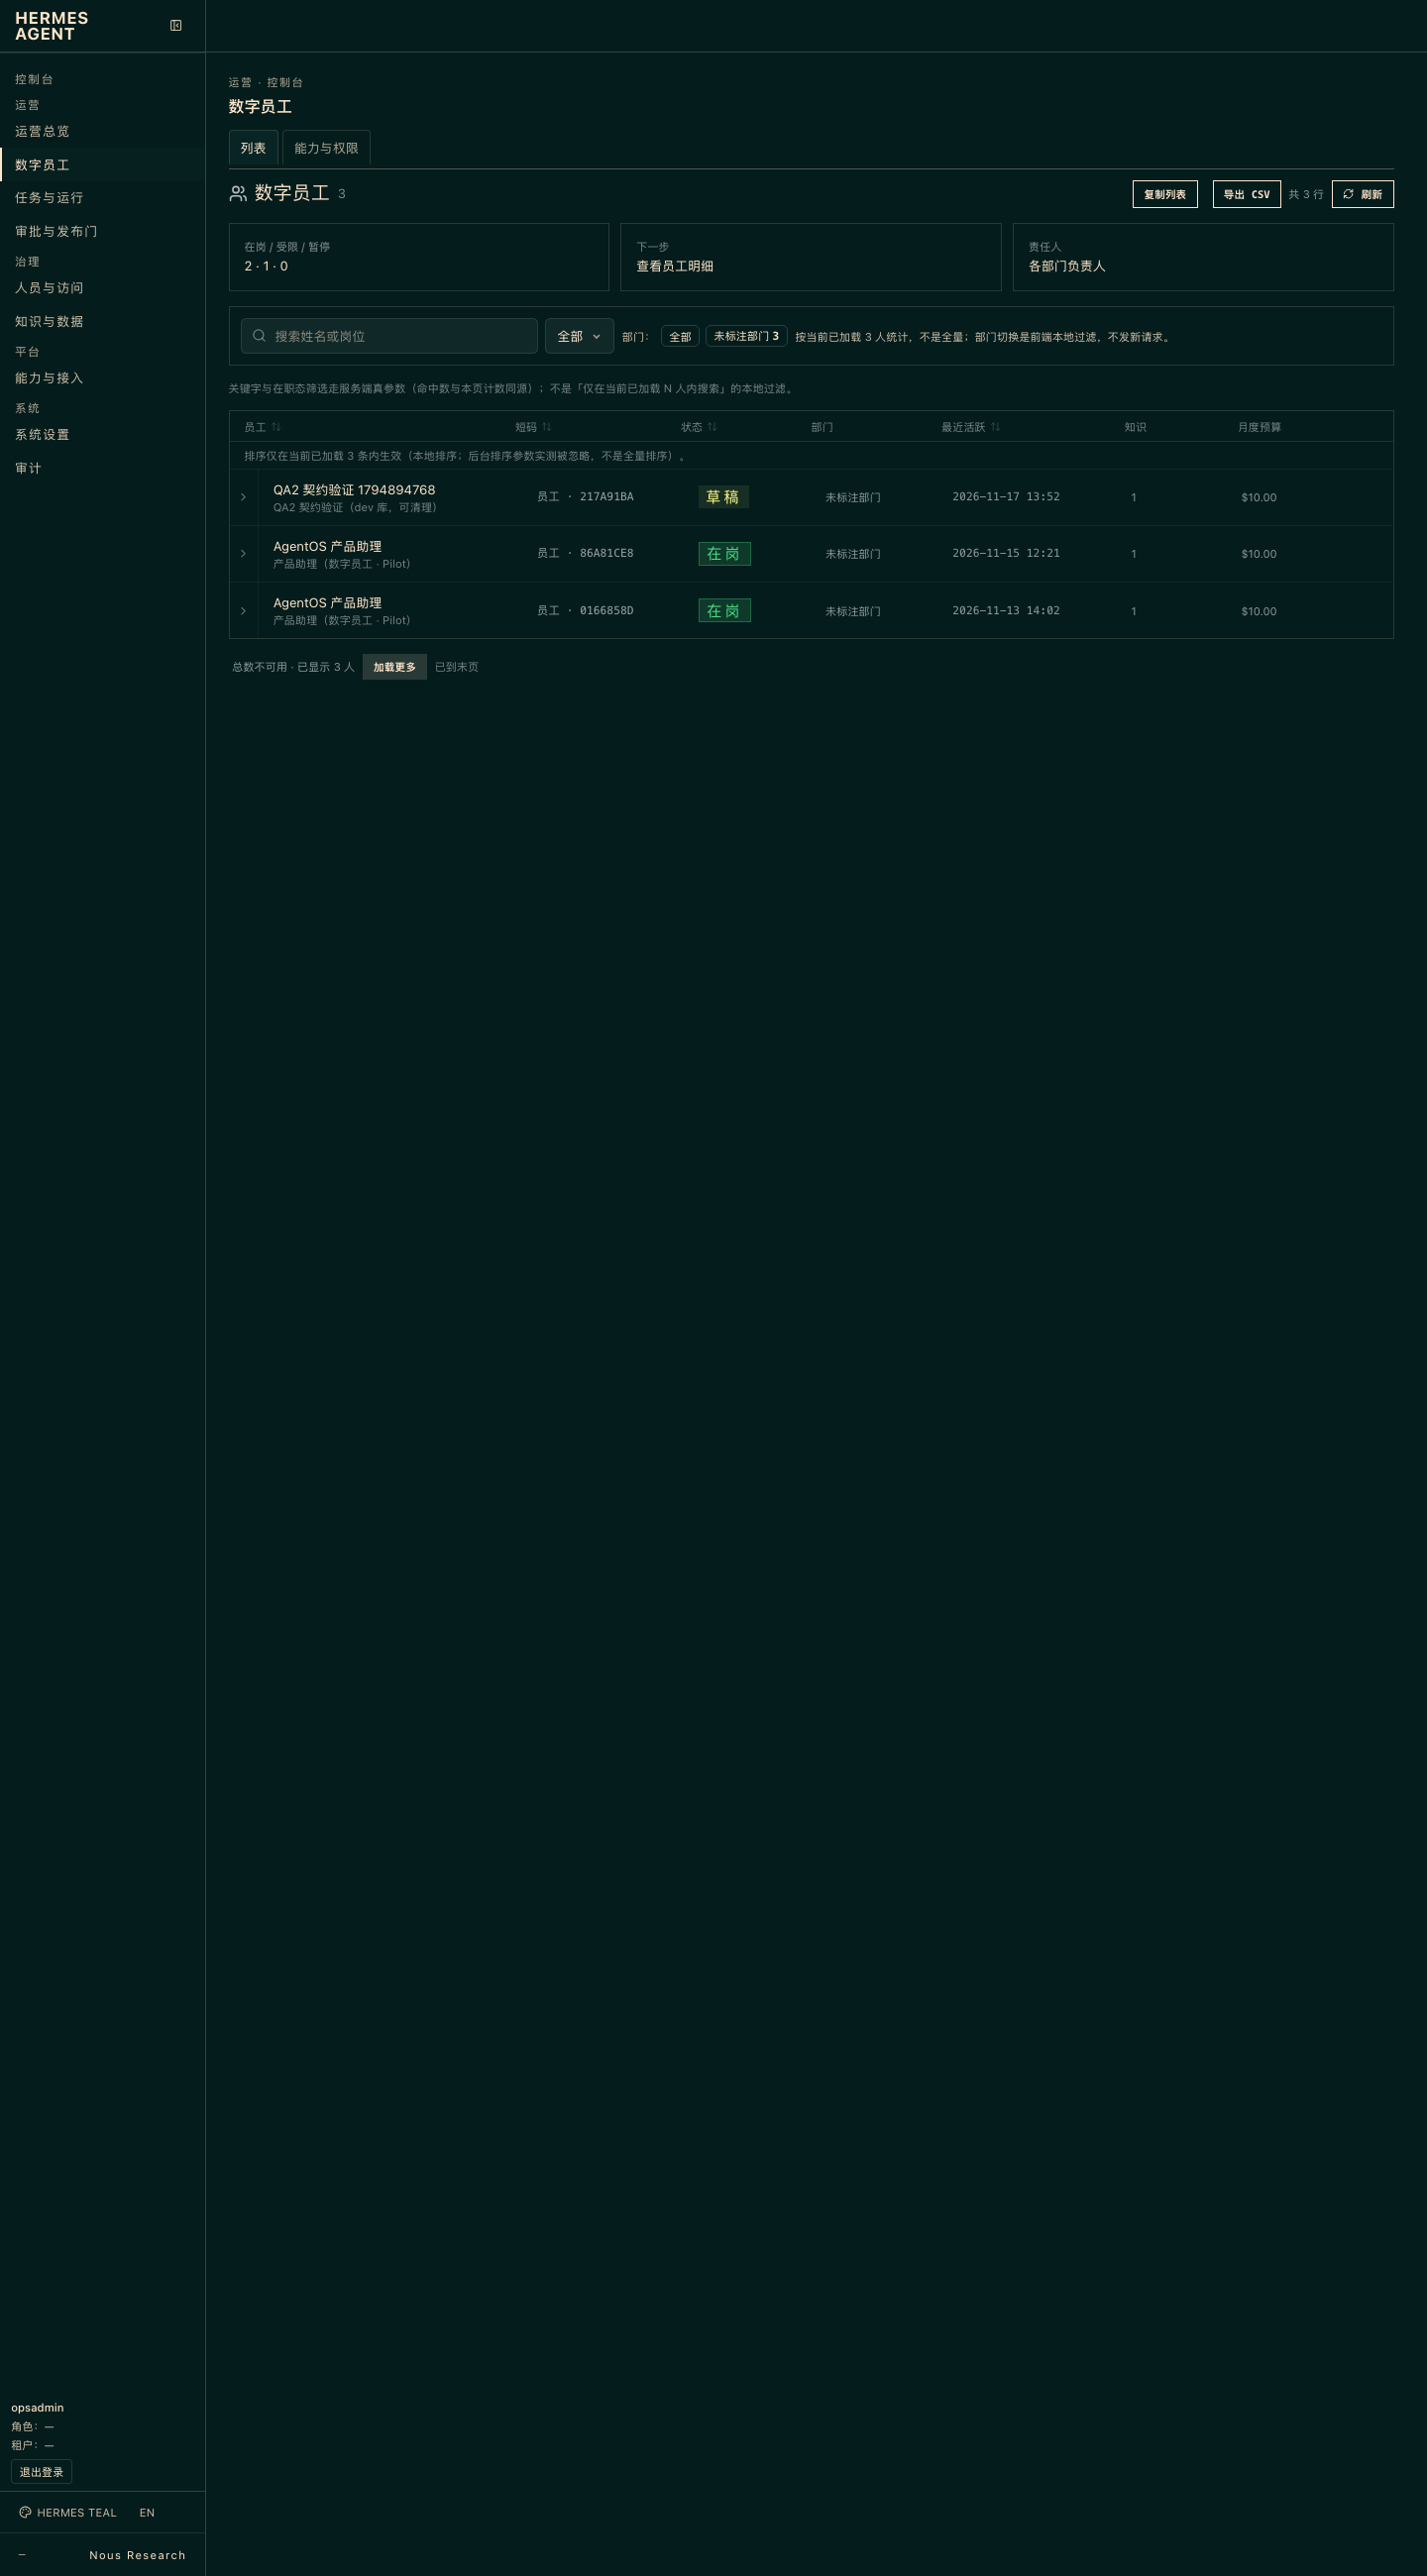 HERMES
AGENT
控制台
运营
运营总览
数字员工
任务与运行
审批与发布门
治理
人员与访问
知识与数据
平台
能力与接入
系统
系统设置
审计
运营 · 控制台
数字员工
列表 能力与权限
数字员工 3 复制列表 导出 CSV 共 3 行 刷新
在岗 / 受限 / 暂停
2 · 1 · 0
下一步
查看员工明细
责任人
各部门负责人
搜索姓名或岗位 全部 部门： 全部 未标注部门 3 按当前已加载 3 人统计，不是全量；部门切换是前端本地过滤，不发新请求。
关键字与在职态筛选走服务端真参数（命中数与本页计数同源）；不是「仅在当前已加载 N 人内搜索」的本地过滤。
员工 短码 状态 部门 最近活跃 知识 月度预算
排序仅在当前已加载 3 条内生效（本地排序；后台排序参数实测被忽略，不是全量排序）。
QA2 契约验证 1794894768
QA2 契约验证（dev 库，可清理）
员工 · 217A91BA 草稿 未标注部门 2026-11-17 13:52 1 $10.00
AgentOS 产品助理
产品助理（数字员工 · Pilot）
员工 · 86A81CE8 在岗 未标注部门 2026-11-15 12:21 1 $10.00
AgentOS 产品助理
产品助理（数字员工 · Pilot）
员工 · 0166858D 在岗 未标注部门 2026-11-13 14:02 1 $10.00
总数不可用 · 已显示 3 人 加载更多 已到末页
opsadmin
角色：—
租户：—
退出登录
HERMES TEAL EN
— Nous Research